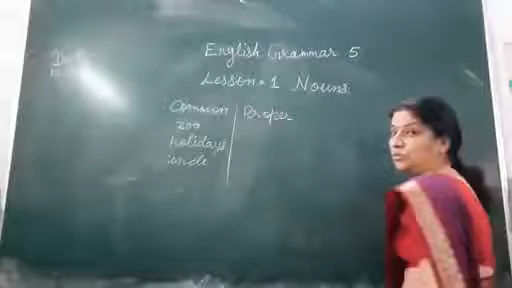 English Grammar 5
Lesson-1 Nouns
Common Proper
zoo
holidays
uncle